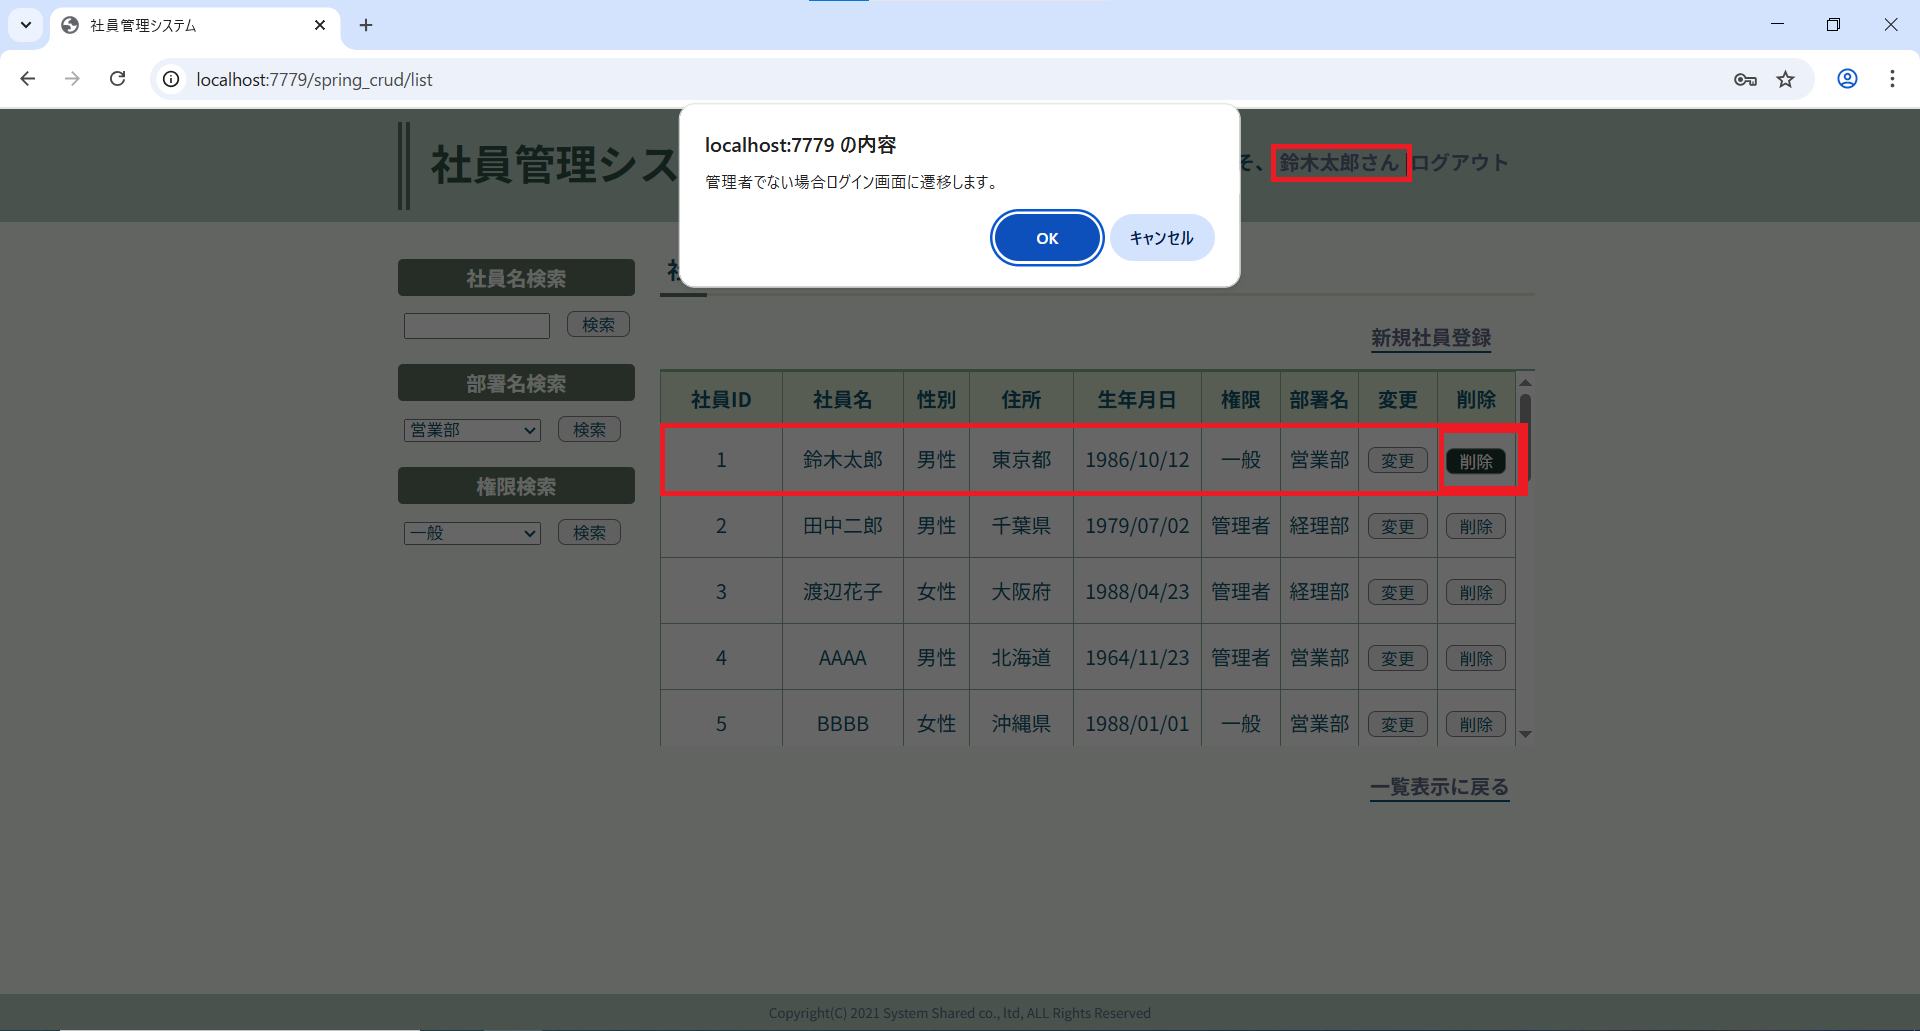 社員管理システム
localhost:7779/spring_crud/list
社員管理シス
localhost:7779 の内容
管理者でない場合ログイン画面に遷移します。
OK
キャンセル
そ、 鈴木太郎さん ログアウト
社員名検索
検索
部署名検索
営業部 検索
権限検索
一般 検索
新規社員登録
社員ID 社員名 性別 住所 生年月日 権限 部署名 変更 削除
1 鈴木太郎 男性 東京都 1986/10/12 一般 営業部 変更 削除
2 田中二郎 男性 千葉県 1979/07/02 管理者 経理部 変更 削除
3 渡辺花子 女性 大阪府 1988/04/23 管理者 経理部 変更 削除
4 AAAA 男性 北海道 1964/11/23 管理者 営業部 変更 削除
5 BBBB 女性 沖縄県 1988/01/01 一般 営業部 変更 削除
一覧表示に戻る
Copyright(C) 2021 System Shared co., ltd, ALL Rights Reserved